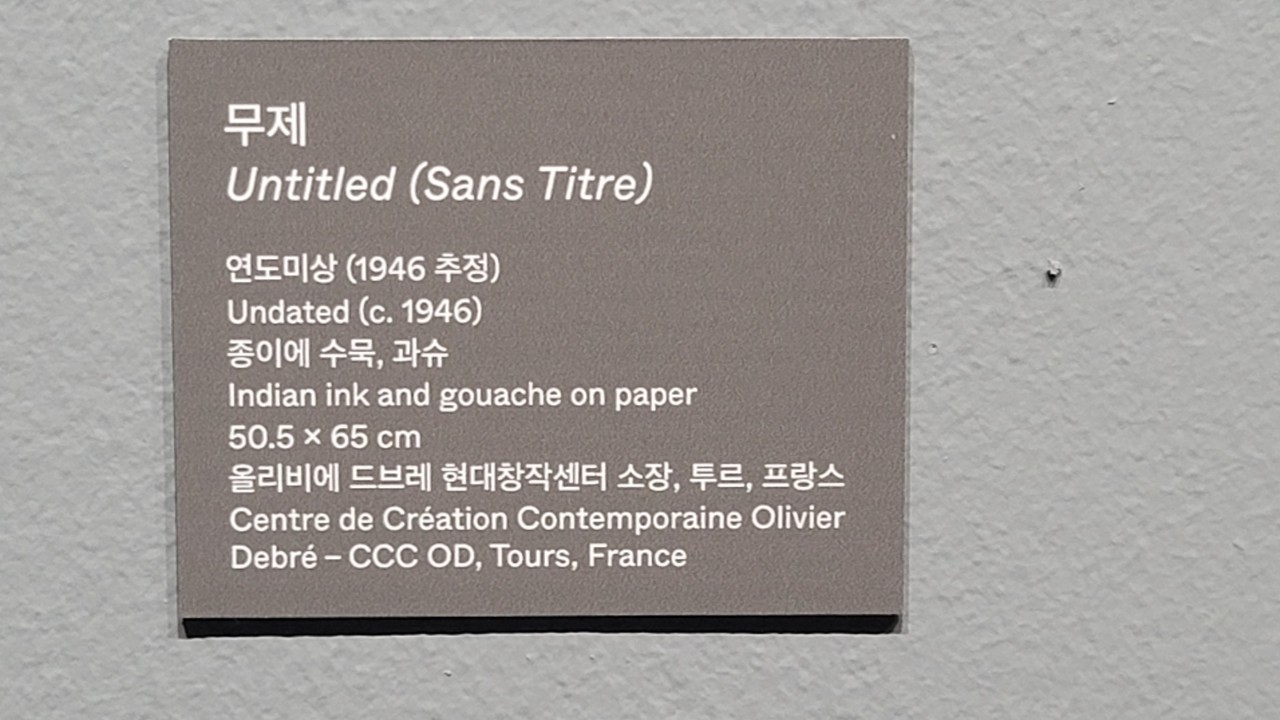 무제
Untitled (Sans Titre)
연도미상 (1946 추정)
Undated (c. 1946)
종이에 수묵, 과슈
Indian ink and gouache on paper
50.5 × 65 cm
올리비에 드브레 현대창작센터 소장, 투르, 프랑스
Centre de Création Contemporaine Olivier
Debré – CCC OD, Tours, France